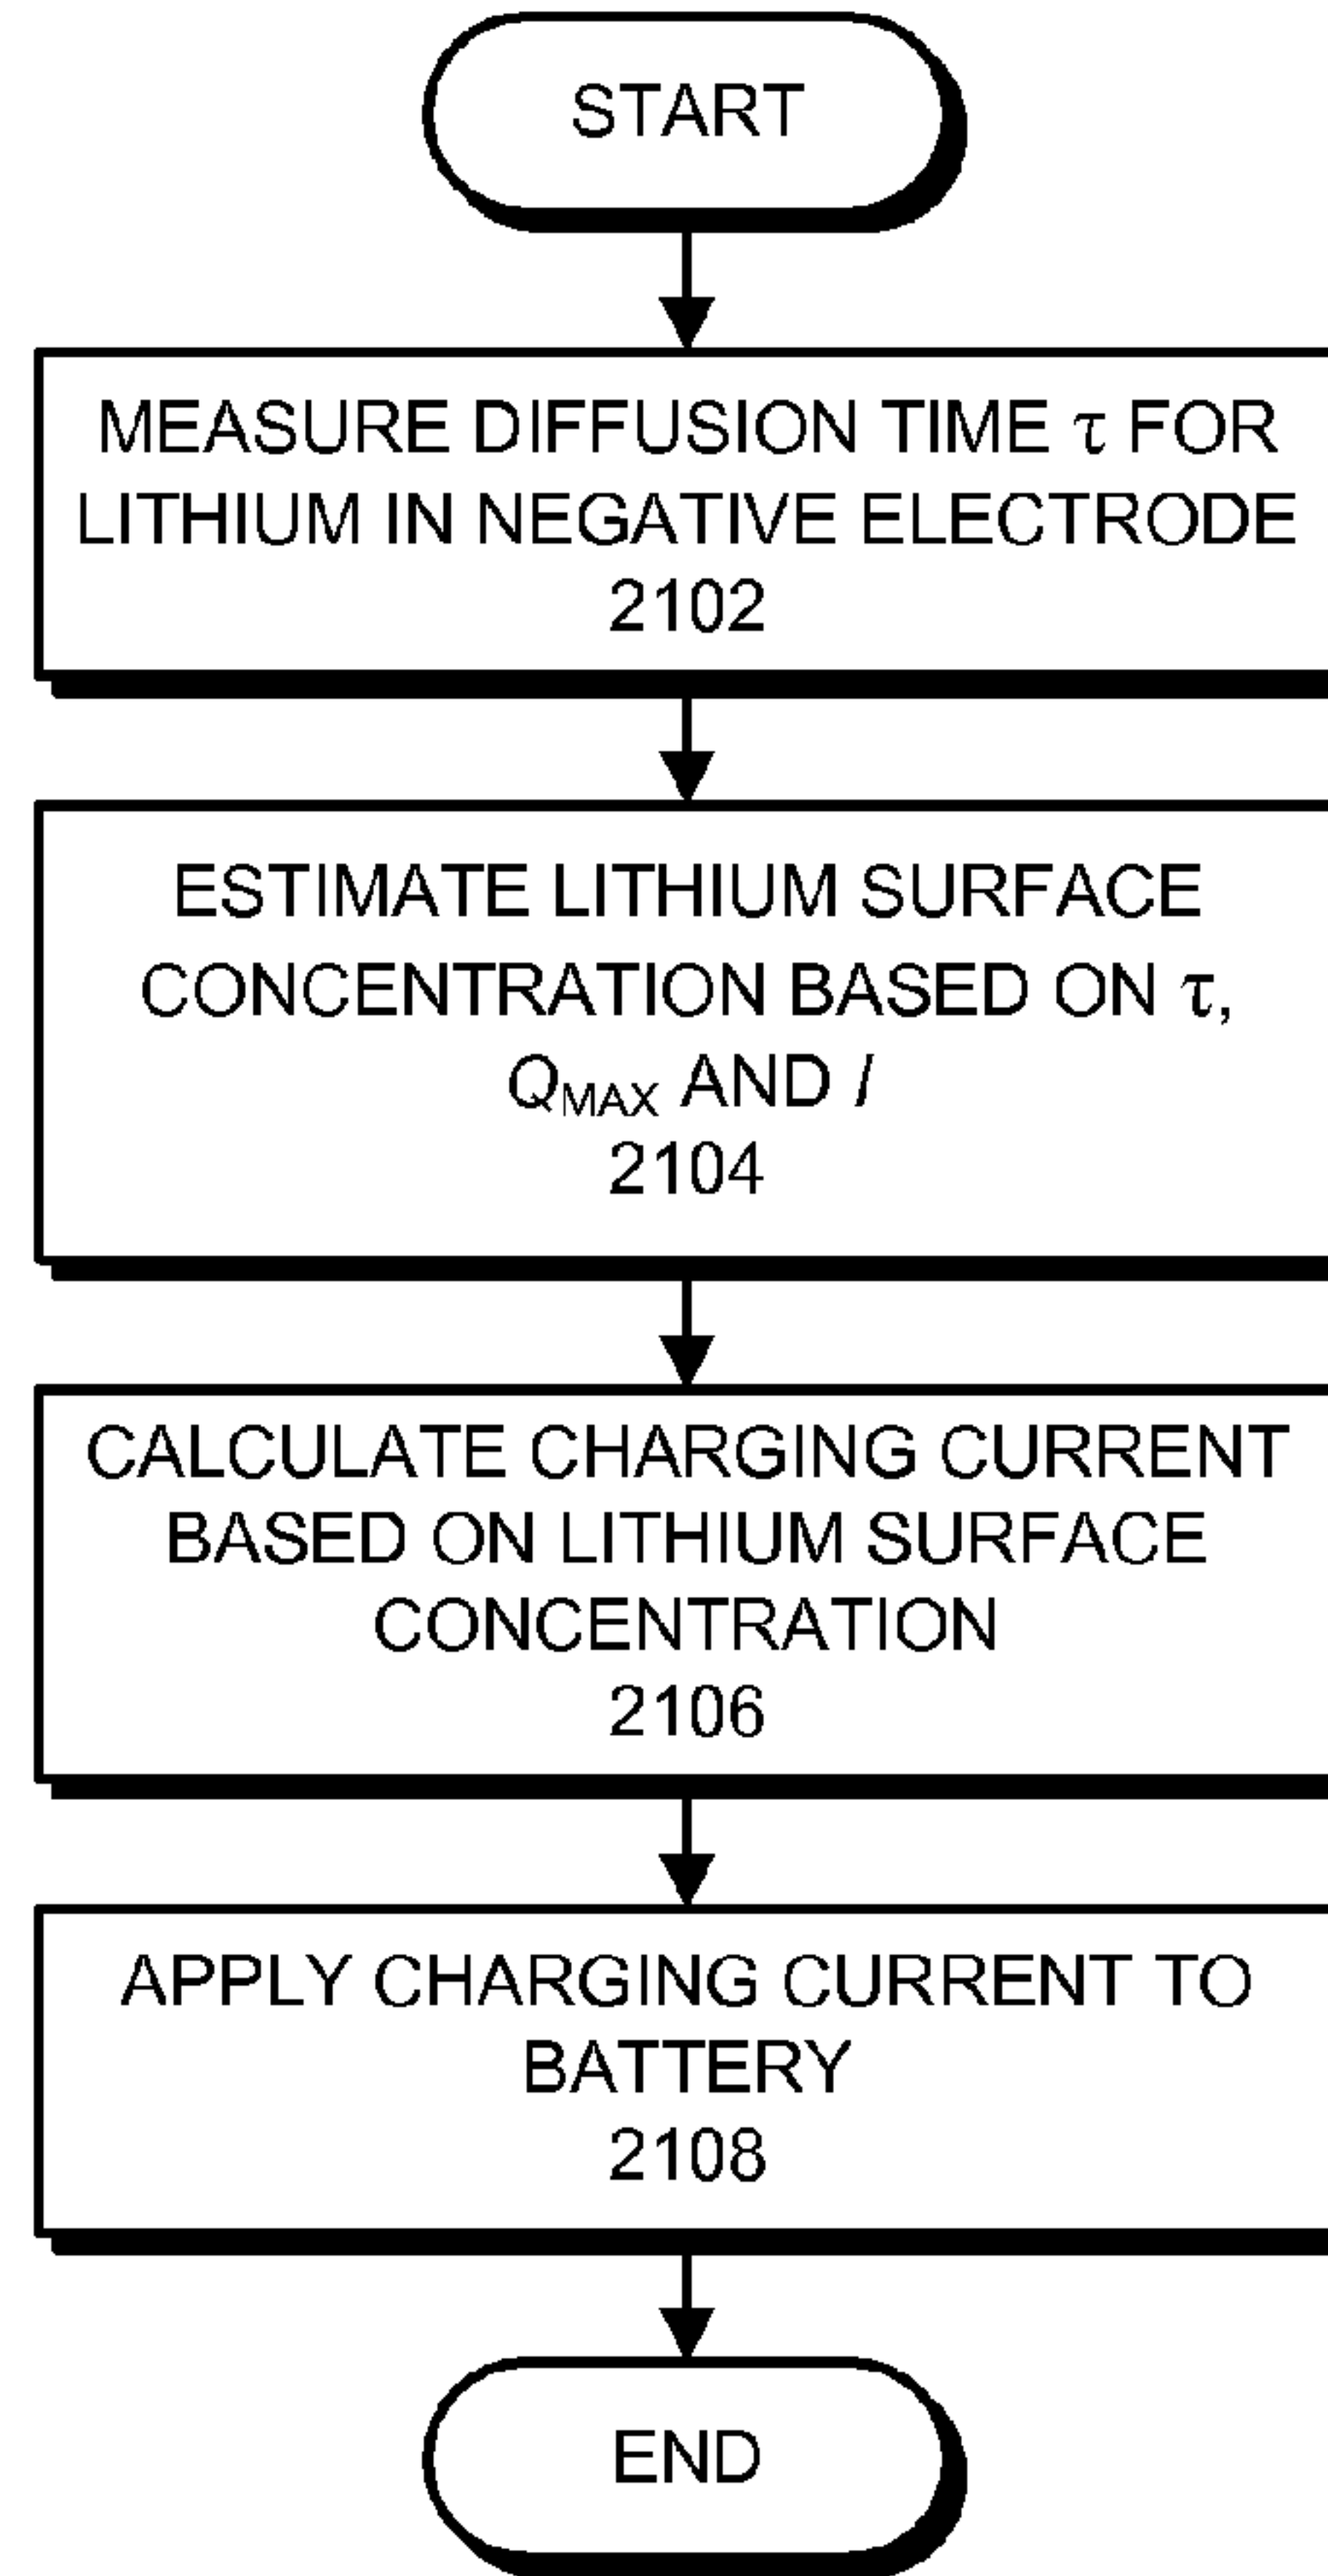 START
MEASURE DIFFUSION TIME τ FOR
LITHIUM IN NEGATIVE ELECTRODE
2102
ESTIMATE LITHIUM SURFACE
CONCENTRATION BASED ON τ,
Q_MAX AND I
2104
CALCULATE CHARGING CURRENT
BASED ON LITHIUM SURFACE
CONCENTRATION
2106
APPLY CHARGING CURRENT TO
BATTERY
2108
END